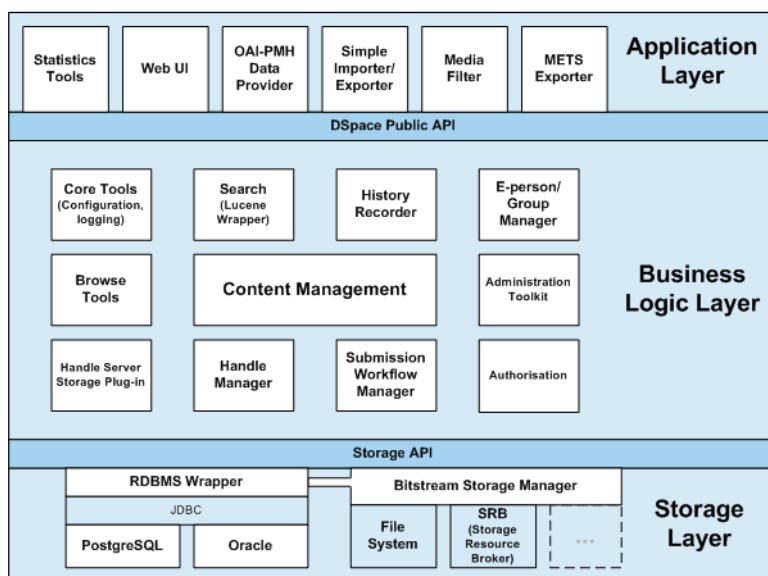 Statistics
Tools
Web UI
OAI-PMH
Data
Provider
Simple
Importer/
Exporter
Media
Filter
METS
Exporter
Application
Layer
DSpace Public API
Core Tools
(Configuration,
logging)
Search
(Lucene
Wrapper)
History
Recorder
E-person/
Group
Manager
Browse
Tools
Content Management
Administration
Toolkit
Business
Logic Layer
Handle Server
Storage Plug-in
Handle
Manager
Submission
Workflow
Manager
Authorisation
Storage API
RDBMS Wrapper
Bitstream Storage Manager
JDBC
PostgreSQL
Oracle
File
System
SRB
(Storage
Resource
Broker)
...
Storage
Layer